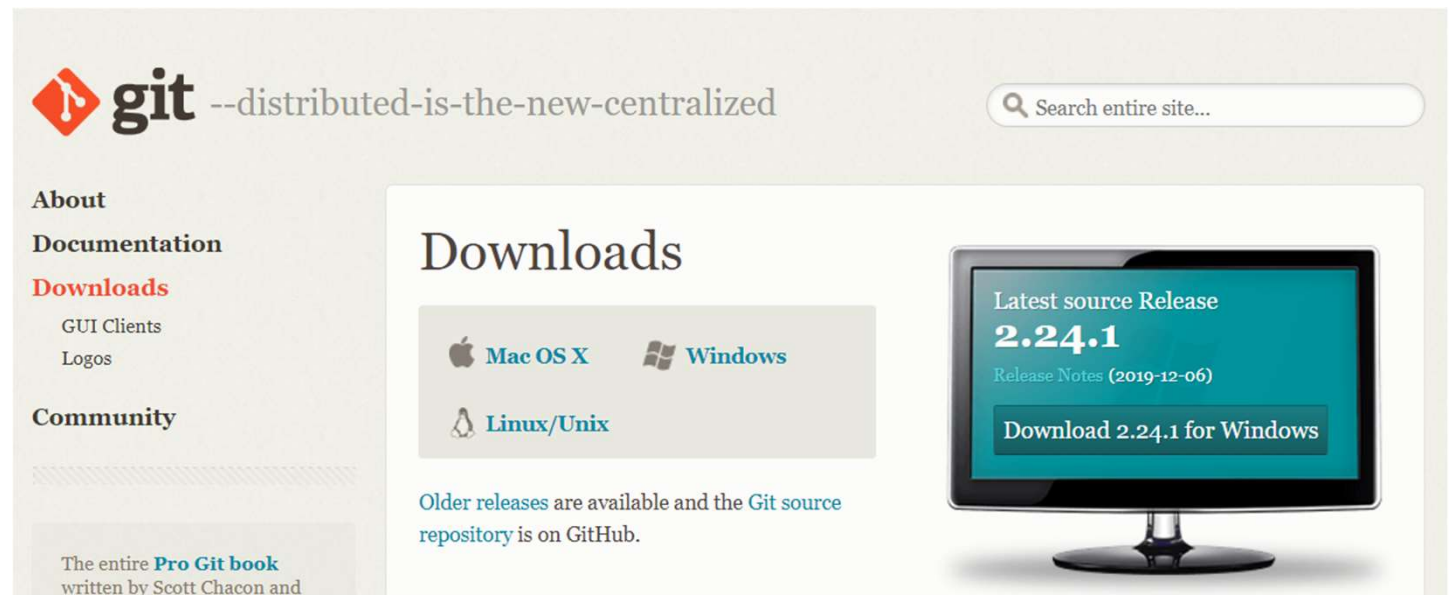 git --distributed-is-the-new-centralized
Search entire site...
About
Documentation
Downloads
GUI Clients
Logos
Community
The entire Pro Git book
written by Scott Chacon and
Downloads
Mac OS X
Windows
Linux/Unix
Older releases are available and the Git source
repository is on GitHub.
Latest source Release
2.24.1
Release Notes (2019-12-06)
Download 2.24.1 for Windows